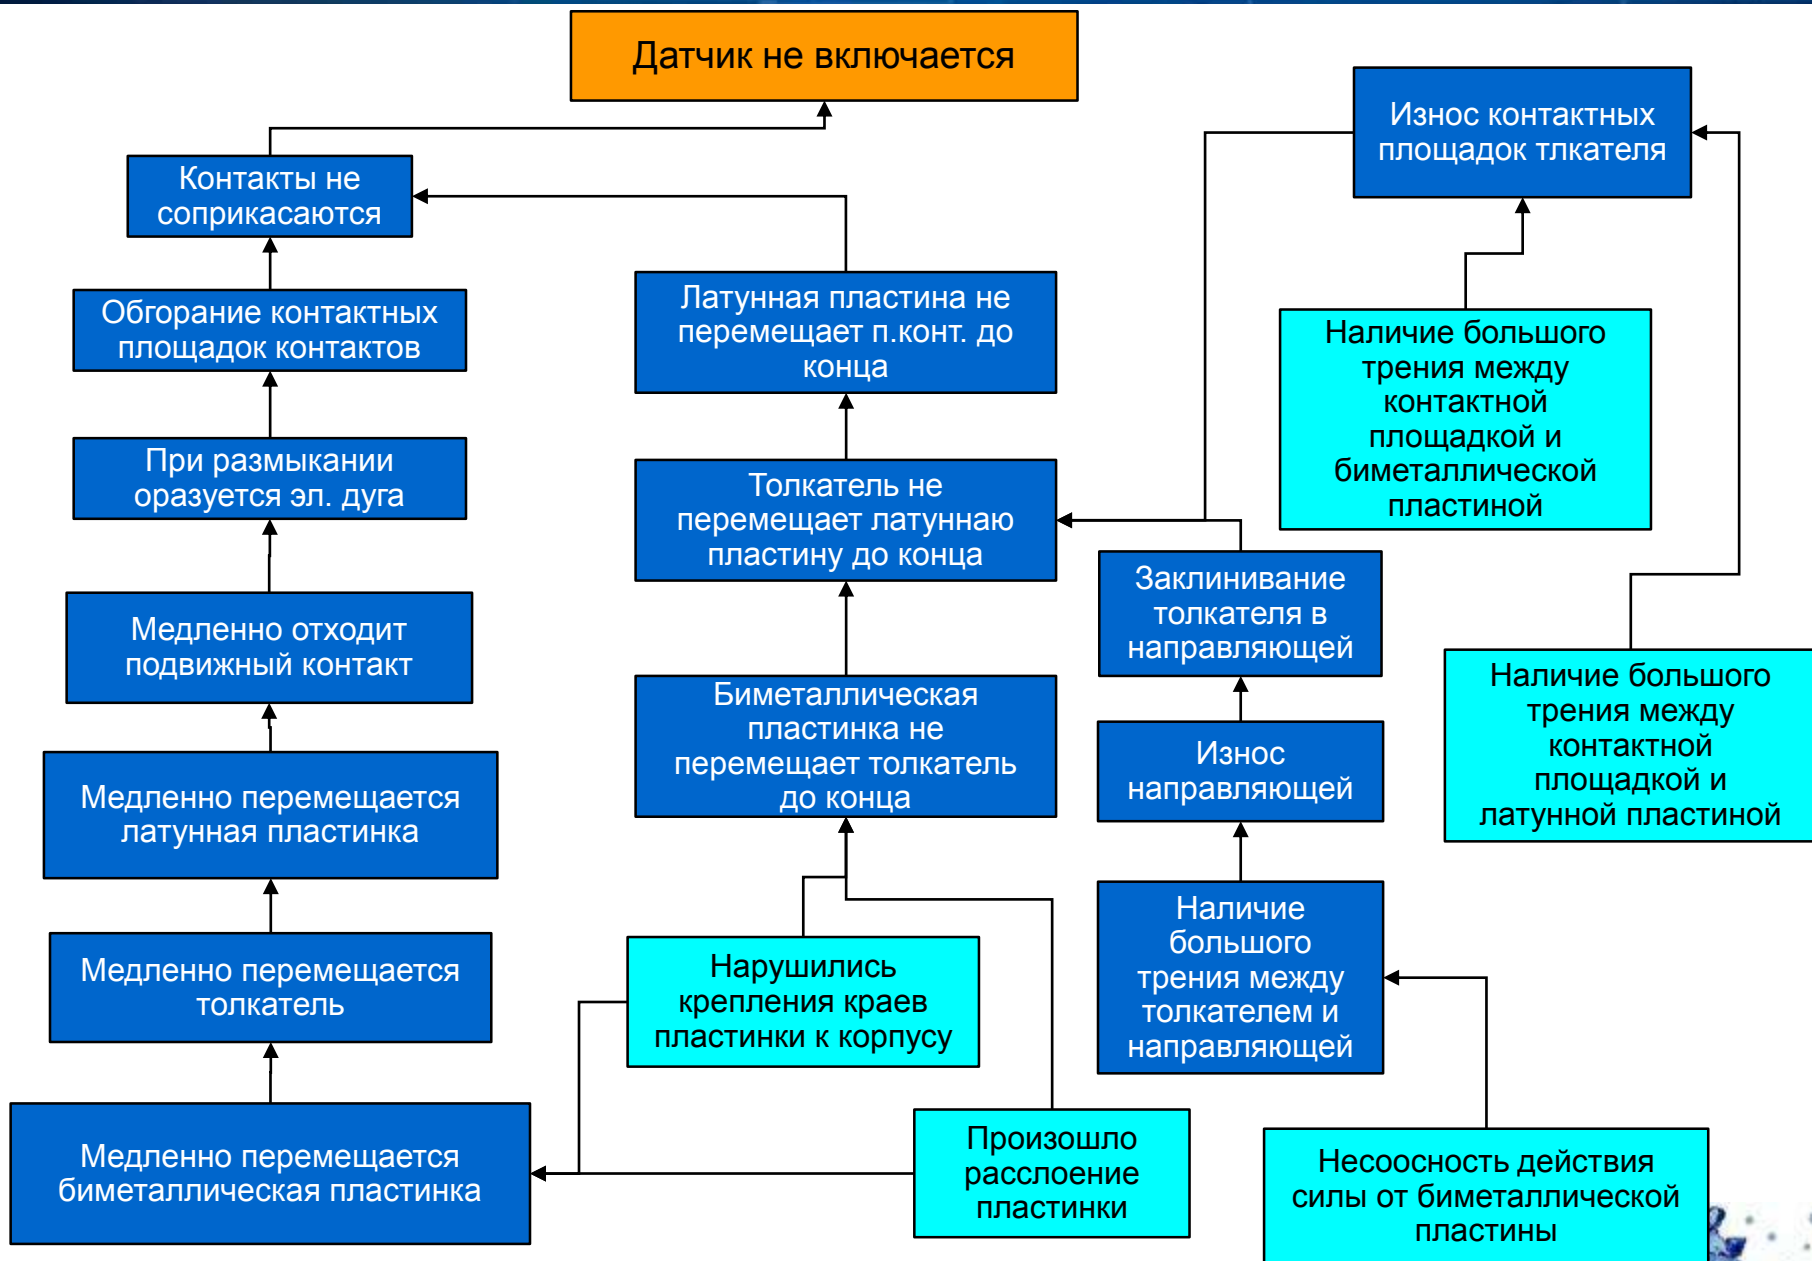 Датчик не включается
Износ контактных
площадок тлкателя
Контакты не
соприкасаются
Обгорание контактных
площадок контактов
Латунная пластина не
перемещает п.конт. до
конца
Наличие большого
трения между
контактной
площадкой и
биметаллической
пластиной
При размыкании
оразуется эл. дуга
Толкатель не
перемещает латуннаю
пластину до конца
Заклинивание
толкателя в
направляющей
Медленно отходит
подвижный контакт
Биметаллическая
пластинка не
перемещает толкатель
до конца
Износ
направляющей
Наличие большого
трения между
контактной
площадкой и
латунной пластиной
Медленно перемещается
латунная пластинка
Наличие
большого
трения между
толкателем и
направляющей
Медленно перемещается
толкатель
Нарушились
крепления краев
пластинки к корпусу
Медленно перемещается
биметаллическая пластинка
Произошло
расслоение
пластинки
Несоосность действия
силы от биметаллической
пластины